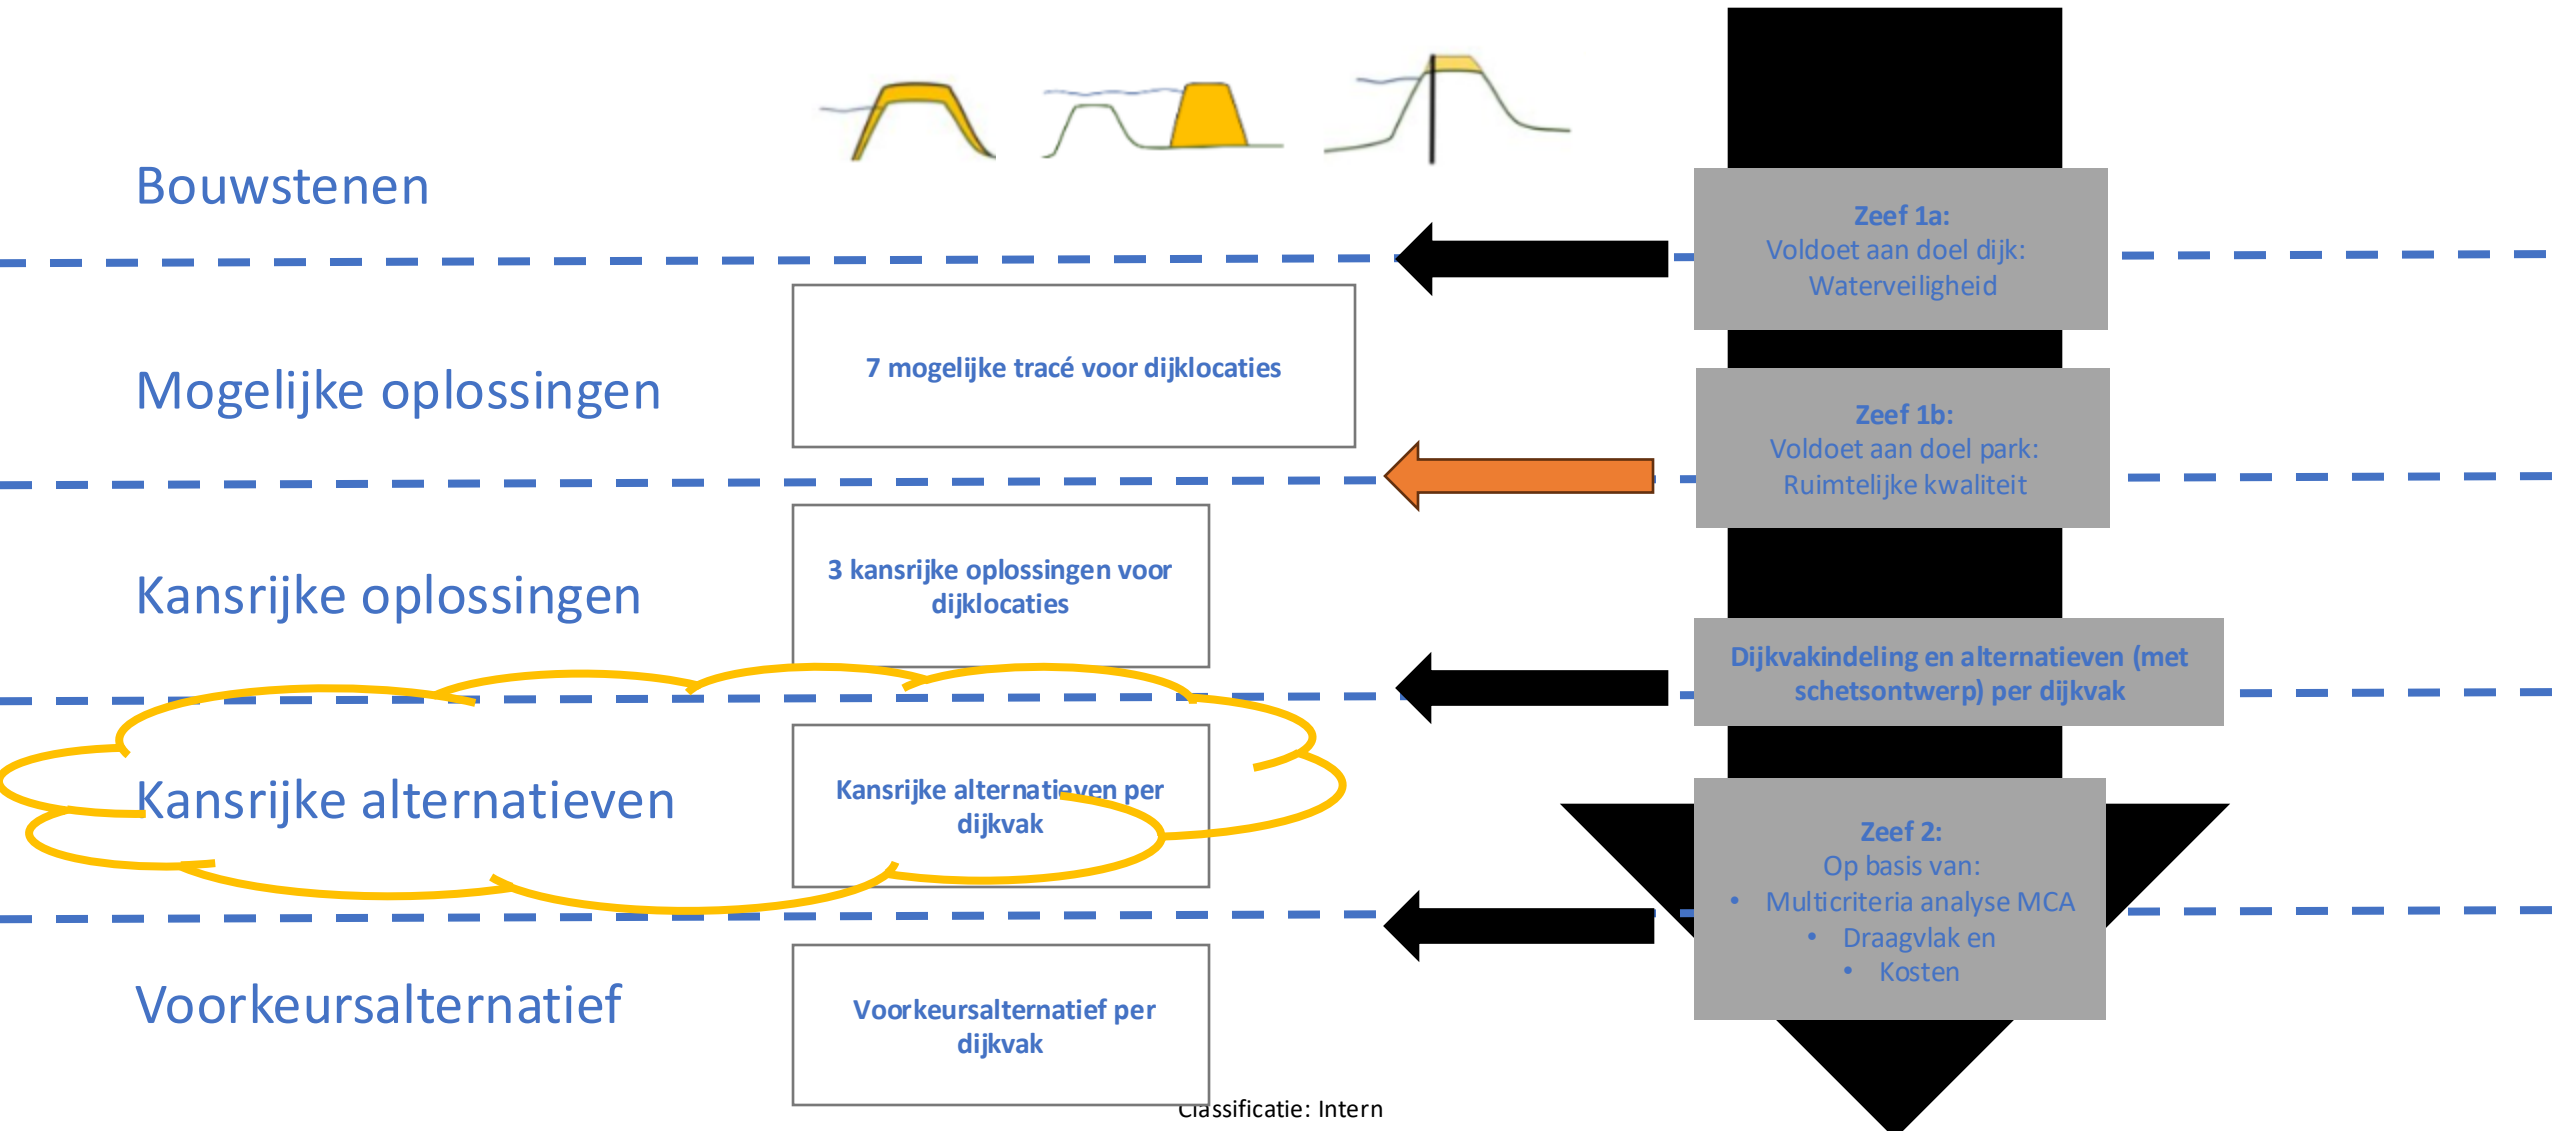 Bouwstenen
Zeef 1a:
Voldoet aan doel dijk:
Waterveiligheid
Mogelijke oplossingen
7 mogelijke tracé voor dijklocaties
Zeef 1b:
Voldoet aan doel park:
Ruimtelijke kwaliteit
Kansrijke oplossingen
3 kansrijke oplossingen voor
dijklocaties
Dijkvakindeling en alternatieven (met
schetsontwerp) per dijkvak
Kansrijke alternatieven
Kansrijke alternatieven per
dijkvak
Zeef 2:
Op basis van:
• Multicriteria analyse MCA
• Draagvlak en
• Kosten
Voorkeursalternatief
Voorkeursalternatief per
dijkvak
Classificatie: Intern